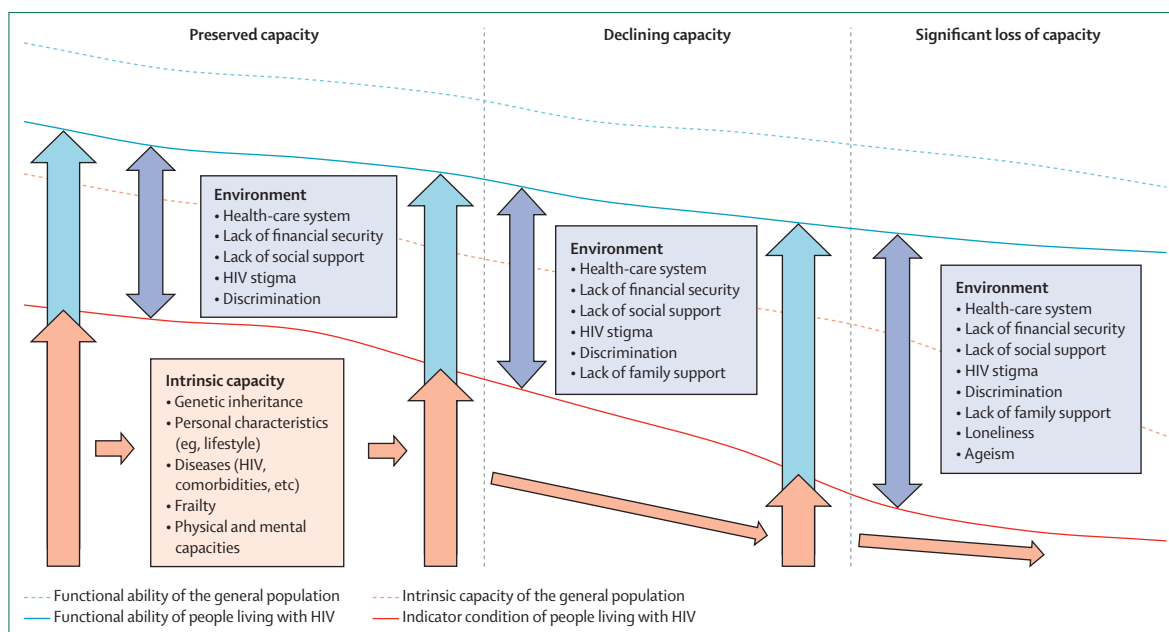 Preserved capacity
Declining capacity
Significant loss of capacity
Environment
• Health-care system
• Lack of financial security
• Lack of social support
• HIV stigma
• Discrimination
Environment
• Health-care system
• Lack of financial security
• Lack of social support
• HIV stigma
• Discrimination
• Lack of family support
Environment
• Health-care system
• Lack of financial security
• Lack of social support
• HIV stigma
• Discrimination
• Lack of family support
• Loneliness
• Ageism
Intrinsic capacity
• Genetic inheritance
• Personal characteristics
(eg, lifestyle)
• Diseases (HIV,
comorbidities, etc)
• Frailty
• Physical and mental
capacities
Functional ability of the general population
Functional ability of people living with HIV
Intrinsic capacity of the general population
Indicator condition of people living with HIV